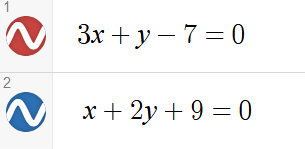 1
3x + y − 7 = 0
2
x + 2y + 9 = 0